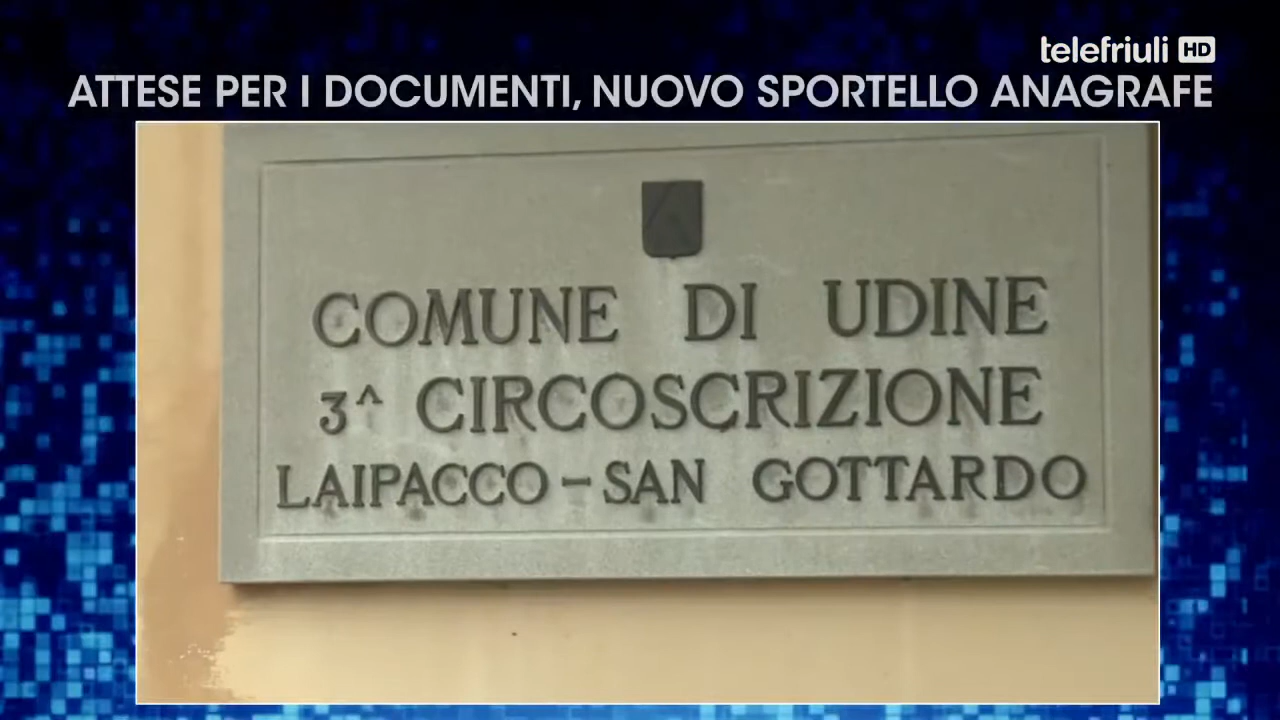 telefriuli HD
ATTESE PER I DOCUMENTI, NUOVO SPORTELLO ANAGRAFE
COMUNE DI UDINE
3^ CIRCOSCRIZIONE
LAIPACCO-SAN GOTTARDO